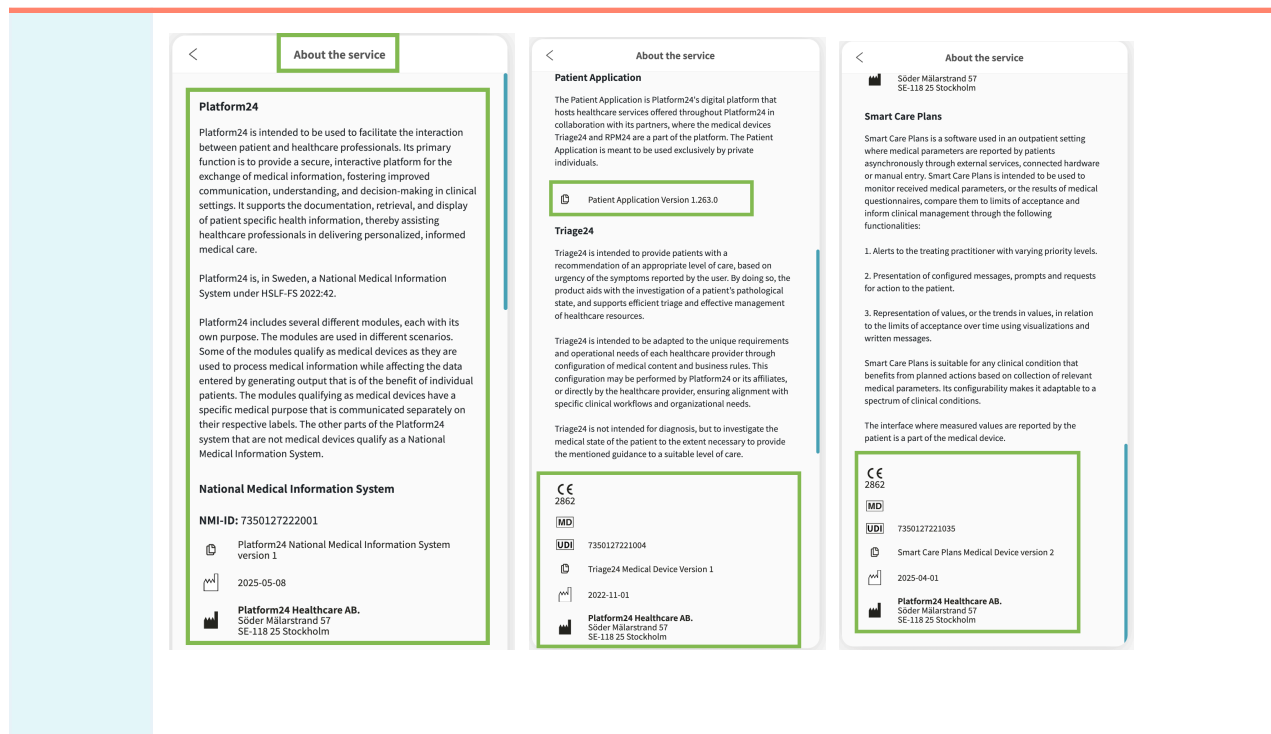 About the service
Platform24
Platform24 is intended to be used to facilitate the interaction
between patient and healthcare professionals. Its primary
function is to provide a secure, interactive platform for the
exchange of medical information, fostering improved
communication, understanding, and decision-making in clinical
settings. It supports the documentation, retrieval, and display
of patient specific health information, thereby assisting
healthcare professionals in delivering personalized, informed
medical care.
Platform24 is, in Sweden, a National Medical Information
System under HSLF-FS 2022:42.
Platform24 includes several different modules, each with its
own purpose. The modules are used in different scenarios.
Some of the modules qualify as medical devices as they are
used to process medical information while affecting the data
entered by generating output that is of the benefit of individual
patients. The modules qualifying as medical devices have a
specific medical purpose that is communicated separately on
their respective labels. The other parts of the Platform24
system that are not medical devices qualify as a National
Medical Information System.
National Medical Information System
NMI-ID: 7350127222001
Platform24 National Medical Information System
version 1
2025-05-08
Platform24 Healthcare AB.
Söder Mälarstrand 57
SE-118 25 Stockholm
About the service
Patient Application
The Patient Application is Platform24's digital platform that
hosts healthcare services offered throughout Platform24 in
collaboration with its partners, where the medical devices
Triage24 and RPM24 are a part of the platform. The Patient
Application is meant to be used exclusively by private
individuals.
Patient Application Version 1.263.0
Triage24
Triage24 is intended to provide patients with a
recommendation of an appropriate level of care, based on
urgency of the symptoms reported by the user. By doing so, the
product aids with the investigation of a patient's pathological
state, and supports efficient triage and effective management
of healthcare resources.
Triage24 is intended to be adapted to the unique requirements
and operational needs of each healthcare provider through
configuration of medical content and business rules. This
configuration may be performed by Platform24 or its affiliates,
or directly by the healthcare provider, ensuring alignment with
specific clinical workflows and organizational needs.
Triage24 is not intended for diagnosis, but to investigate the
medical state of the patient to the extent necessary to provide
the mentioned guidance to a suitable level of care.
CE
2862
MD
UDI 7350127221004
Triage24 Medical Device Version 1
2022-11-01
Platform24 Healthcare AB.
Söder Mälarstrand 57
SE-118 25 Stockholm
About the service
Söder Mälarstrand 57
SE-118 25 Stockholm
Smart Care Plans
Smart Care Plans is a software used in an outpatient setting
where medical parameters are reported by patients
asynchronously through external services, connected hardware
or manual entry. Smart Care Plans is intended to be used to
monitor received medical parameters, or the results of medical
questionnaires, compare them to limits of acceptance and
inform clinical management through the following
functionalities:
1. Alerts to the treating practitioner with varying priority levels.
2. Presentation of configured messages, prompts and requests
for action to the patient.
3. Representation of values, or the trends in values, in relation
to the limits of acceptance over time using visualizations and
written messages.
Smart Care Plans is suitable for any clinical condition that
benefits from planned actions based on collection of relevant
medical parameters. Its configurability makes it adaptable to a
spectrum of clinical conditions.
The interface where measured values are reported by the
patient is a part of the medical device.
CE
2862
MD
UDI 7350127221035
Smart Care Plans Medical Device version 2
2025-04-01
Platform24 Healthcare AB.
Söder Mälarstrand 57
SE-118 25 Stockholm